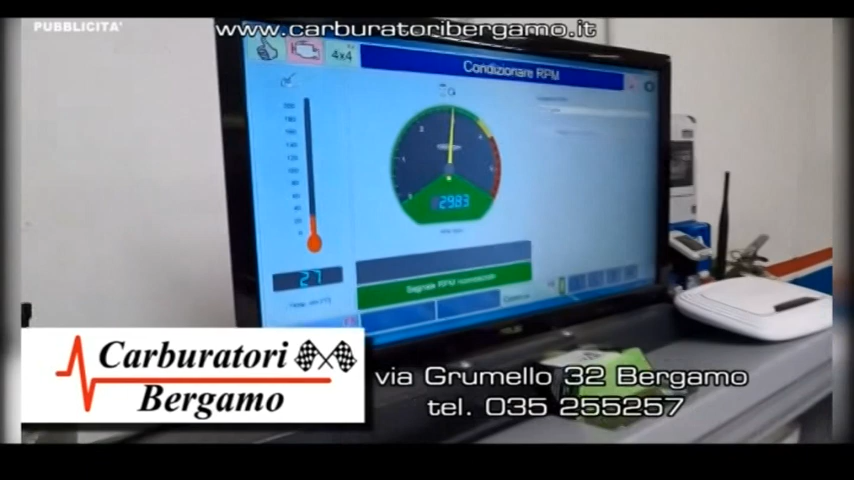 PUBBLICITA'
www.carburatoribergamo.it
4x4
Condizionare RPM
2983
27
Segnale RPM riconosciuto
Continua
Carburatori
Bergamo
via Grumello 32 Bergamo
tel. 035 255257